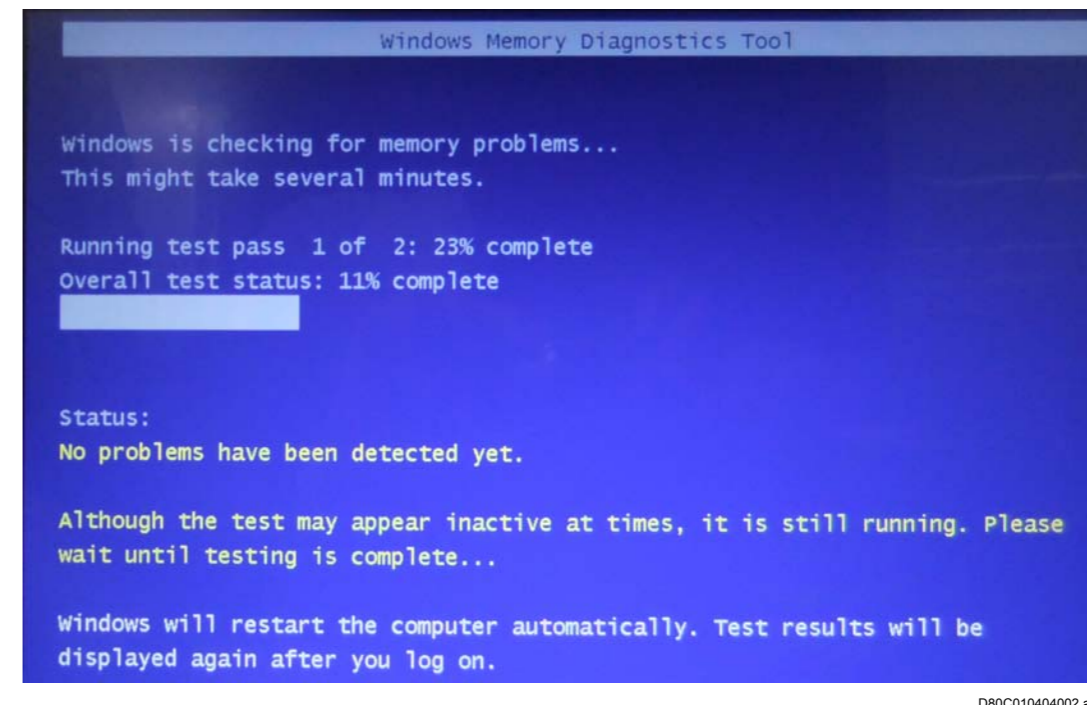 Windows Memory Diagnostics Tool
Windows is checking for memory problems...
This might take several minutes.
Running test pass  1 of  2: 23% complete
Overall test status: 11% complete
Status:
No problems have been detected yet.
Although the test may appear inactive at times, it is still running. Please
wait until testing is complete...
Windows will restart the computer automatically. Test results will be
displayed again after you log on.